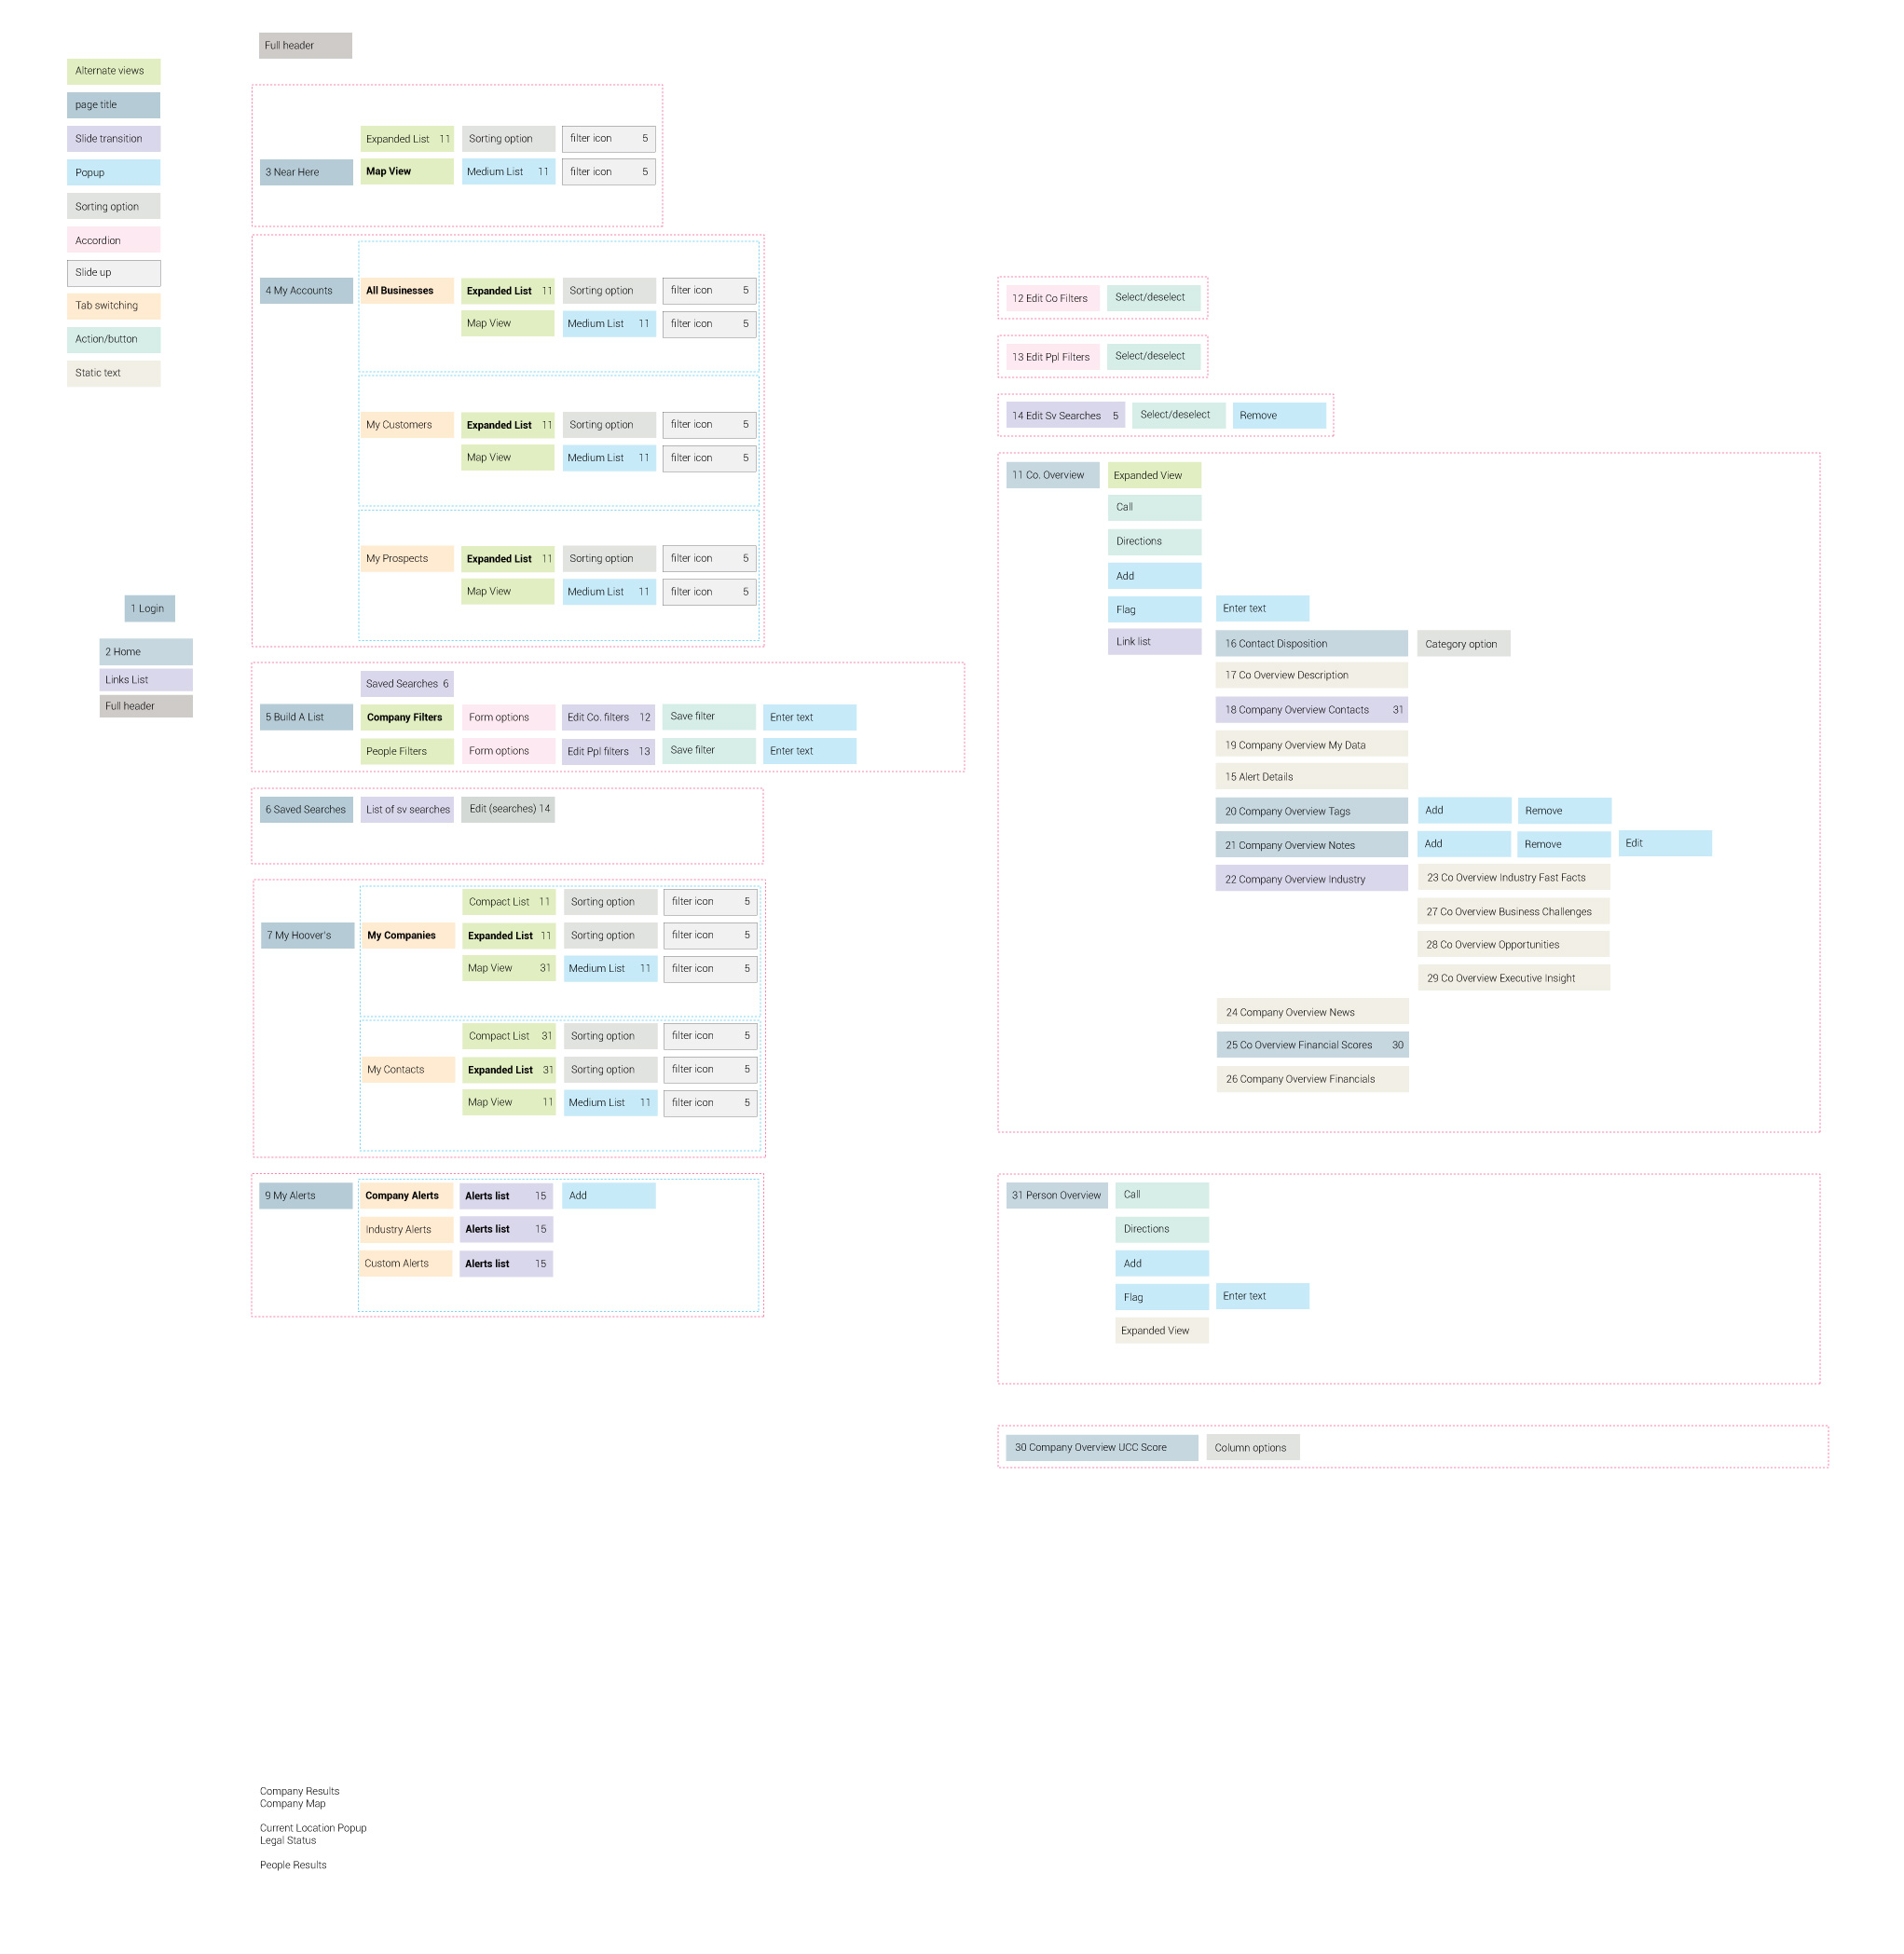 Full header
Alternate views
page title
Slide transition
Popup
Sorting option
Accordion
Slide up
Tab switching
Action/button
Static text
1 Login
2 Home
Links List
Full header
Expanded List 11 Sorting option filter icon 5
3 Near Here Map View Medium List 11 filter icon 5
4 My Accounts All Businesses Expanded List 11 Sorting option filter icon 5
Map View Medium List 11 filter icon 5
My Customers Expanded List 11 Sorting option filter icon 5
Map View Medium List 11 filter icon 5
My Prospects Expanded List 11 Sorting option filter icon 5
Map View Medium List 11 filter icon 5
Saved Searches 6
5 Build A List Company Filters Form options Edit Co. filters 12 Save filter Enter text
People Filters Form options Edit Ppl filters 13 Save filter Enter text
6 Saved Searches List of sv searches Edit (searches) 14
Compact List 11 Sorting option filter icon 5
7 My Hoover's My Companies Expanded List 11 Sorting option filter icon 5
Map View 31 Medium List 11 filter icon 5
Compact List 31 Sorting option filter icon 5
My Contacts Expanded List 31 Sorting option filter icon 5
Map View 11 Medium List 11 filter icon 5
9 My Alerts Company Alerts Alerts list 15 Add
Industry Alerts Alerts list 15
Custom Alerts Alerts list 15
12 Edit Co Filters Select/deselect
13 Edit Ppl Filters Select/deselect
14 Edit Sv Searches 5 Select/deselect Remove
11 Co. Overview Expanded View
Call
Directions
Add
Flag Enter text
Link list 16 Contact Disposition Category option
17 Co Overview Description
18 Company Overview Contacts 31
19 Company Overview My Data
15 Alert Details
20 Company Overview Tags Add Remove
21 Company Overview Notes Add Remove Edit
22 Company Overview Industry 23 Co Overview Industry Fast Facts
27 Co Overview Business Challenges
28 Co Overview Opportunities
29 Co Overview Executive Insight
24 Company Overview News
25 Co Overview Financial Scores 30
26 Company Overview Financials
31 Person Overview Call
Directions
Add
Flag Enter text
Expanded View
30 Company Overview UCC Score Column options
Company Results
Company Map
Current Location Popup
Legal Status
People Results